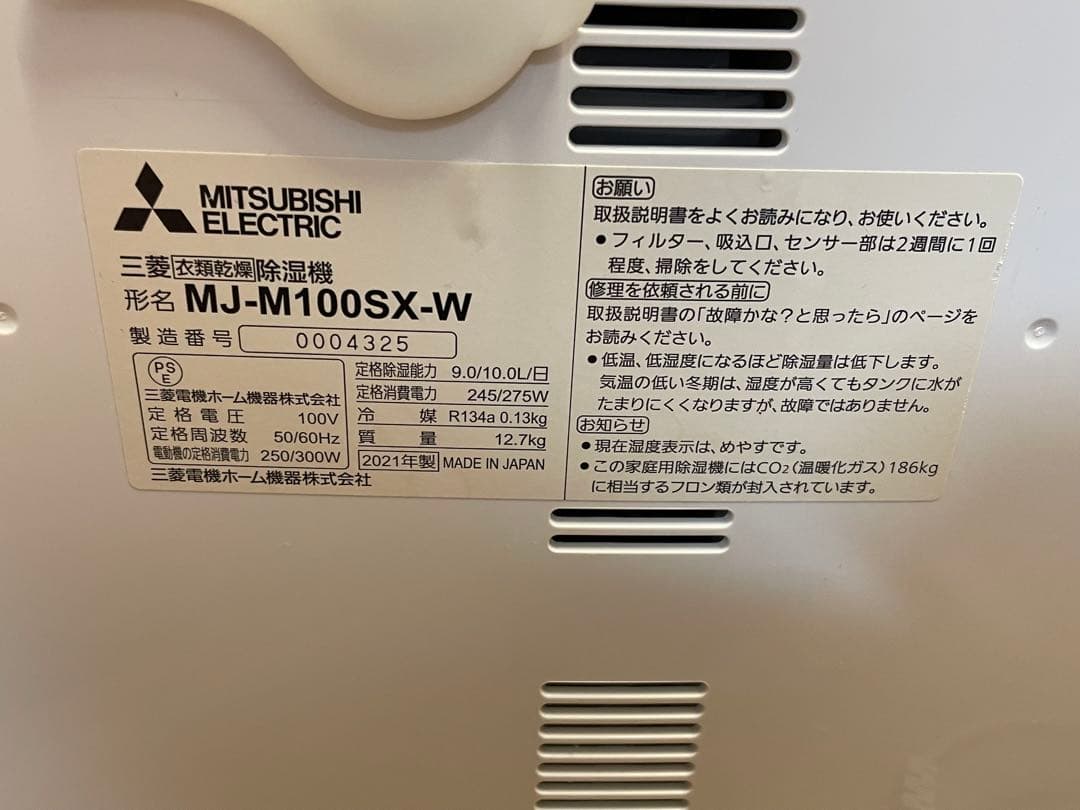 MITSUBISHI
ELECTRIC
三菱 衣類乾燥 除湿機
形名 MJ-M100SX-W
製造番号 0004325
PS
E
三菱電機ホーム機器株式会社
定格電圧 100V
定格周波数 50/60Hz
電動機の定格消費電力 250/300W
定格除湿能力 9.0/10.0L/日
定格消費電力 245/275W
冷媒 R134a 0.13kg
質量 12.7kg
2021年製 MADE IN JAPAN
三菱電機ホーム機器株式会社
お願い
取扱説明書をよくお読みになり、お使いください。
●フィルター、吸込口、センサー部は2週間に1回
程度、掃除をしてください。
修理を依頼される前に
取扱説明書の「故障かな?と思ったら」のページを
お読みください。
●低温、低湿度になるほど除湿量は低下します。
気温の低い冬期は、湿度が高くてもタンクに水が
たまりにくくなりますが、故障ではありません。
お知らせ
●現在湿度表示は、めやすです。
●この家庭用除湿機にはCO₂(温暖化ガス)186kg
に相当するフロン類が封入されています。